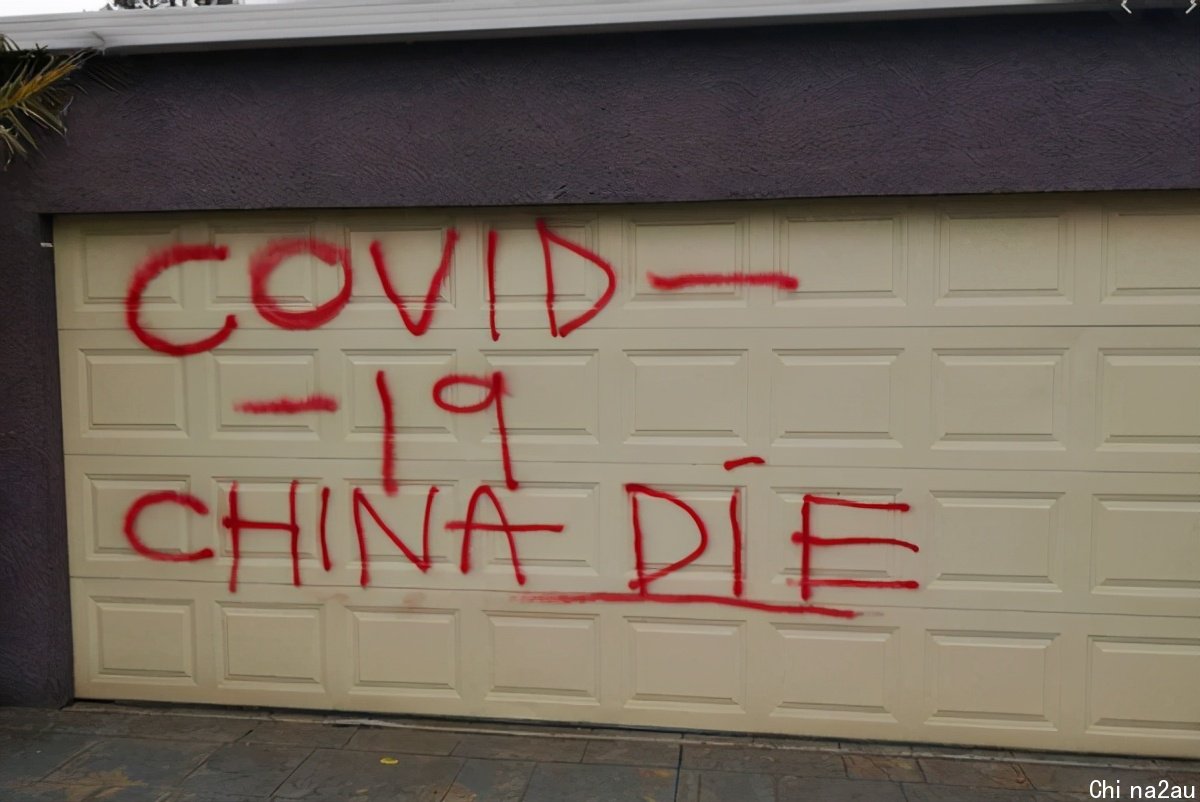 COVID-
-19
CHINA DIE
Chi na2au